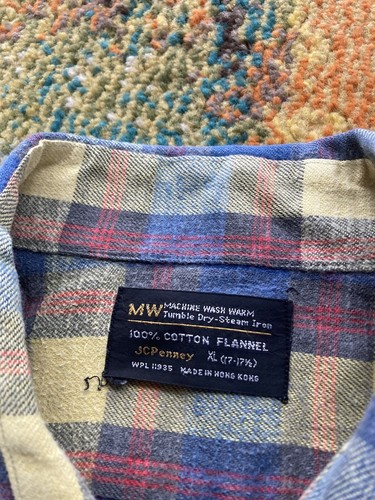 MW MACHINE WASH WARM
Tumble Dry-Steam Iron
100% COTTON FLANNEL
JCPenney XL (17-17½)
WPL 11935 MADE IN HONG KONG